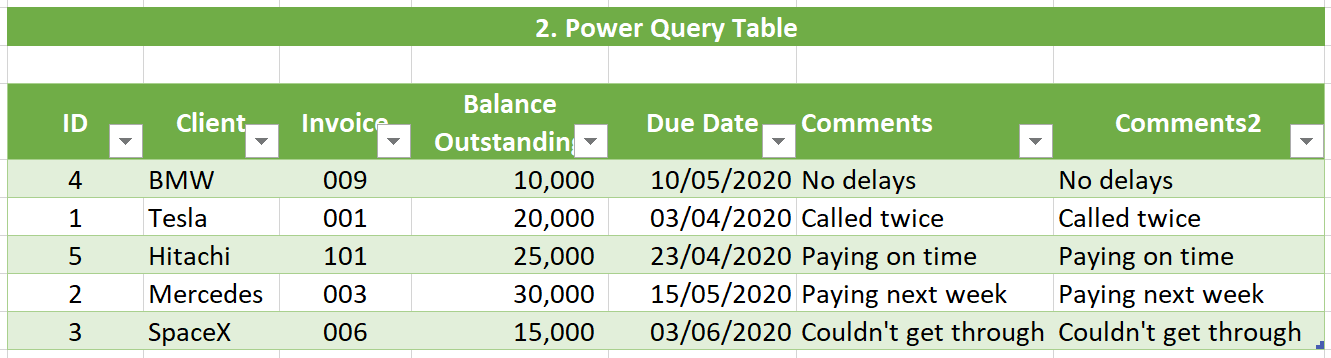 2. Power Query Table
ID Client Invoice Balance Outstanding Due Date Comments Comments2
4 BMW 009 10,000 10/05/2020 No delays No delays
1 Tesla 001 20,000 03/04/2020 Called twice Called twice
5 Hitachi 101 25,000 23/04/2020 Paying on time Paying on time
2 Mercedes 003 30,000 15/05/2020 Paying next week Paying next week
3 SpaceX 006 15,000 03/06/2020 Couldn't get through Couldn't get through